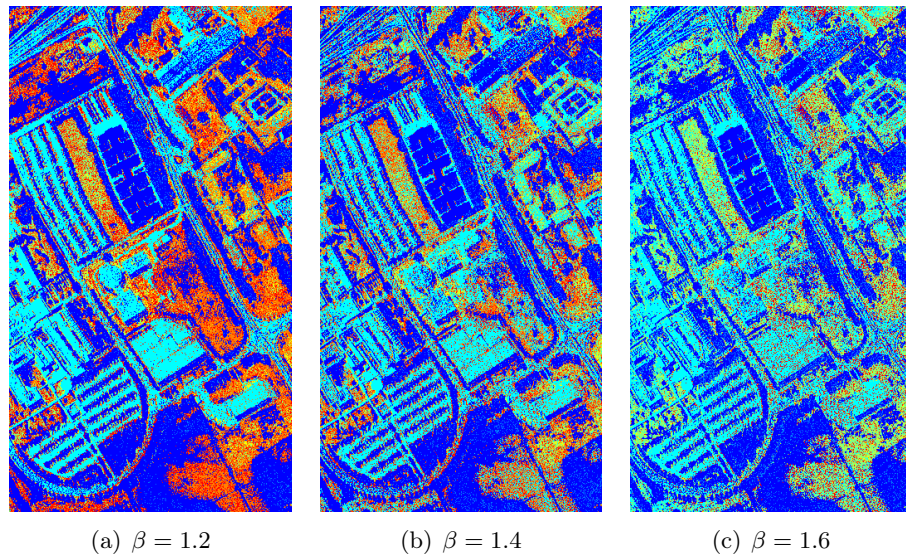 (a) β = 1.2
(b) β = 1.4
(c) β = 1.6